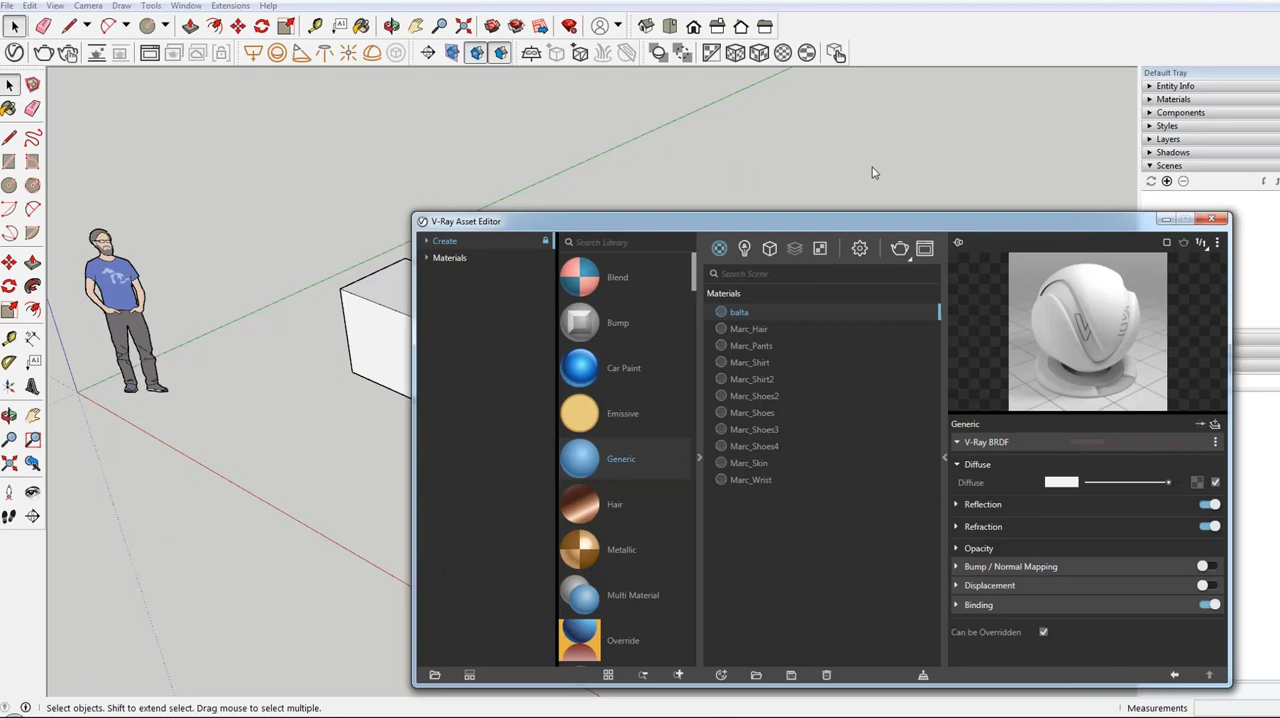 File Edit View Camera Draw Tools Window Extensions Help
Default Tray
Entity Info
Materials
Components
Styles
Layers
Shadows
Scenes
V-Ray Asset Editor
Create
Materials
Search Library
Blend
Bump
Car Paint
Emissive
Generic
Hair
Metallic
Multi Material
Override
Search Scene
Materials
balta
Marc_Hair
Marc_Pants
Marc_Shirt
Marc_Shirt2
Marc_Shoes2
Marc_Shoes
Marc_Shoes3
Marc_Shoes4
Marc_Skin
Marc_Wrist
1/1
Generic
V-Ray BRDF
Diffuse
Diffuse
Reflection
Refraction
Opacity
Bump / Normal Mapping
Displacement
Binding
Can be Overridden
Select objects. Shift to extend select. Drag mouse to select multiple.
Measurements